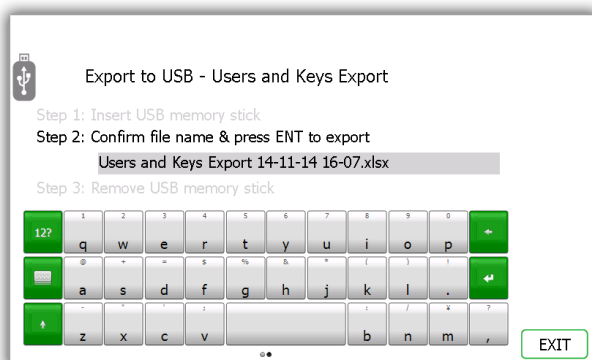 Export to USB - Users and Keys Export
Step 1: Insert USB memory stick
Step 2: Confirm file name & press ENT to export
Users and Keys Export 14-11-14 16-07.xlsx
Step 3: Remove USB memory stick
1 2 3 4 5 6 7 8 9 0
12? q w e r t y u i o p
@ + = $ % & * ( ) !
a s d f g h j k l .
- " ' ; : / ¥ ?
z x c v b n m ,
EXIT